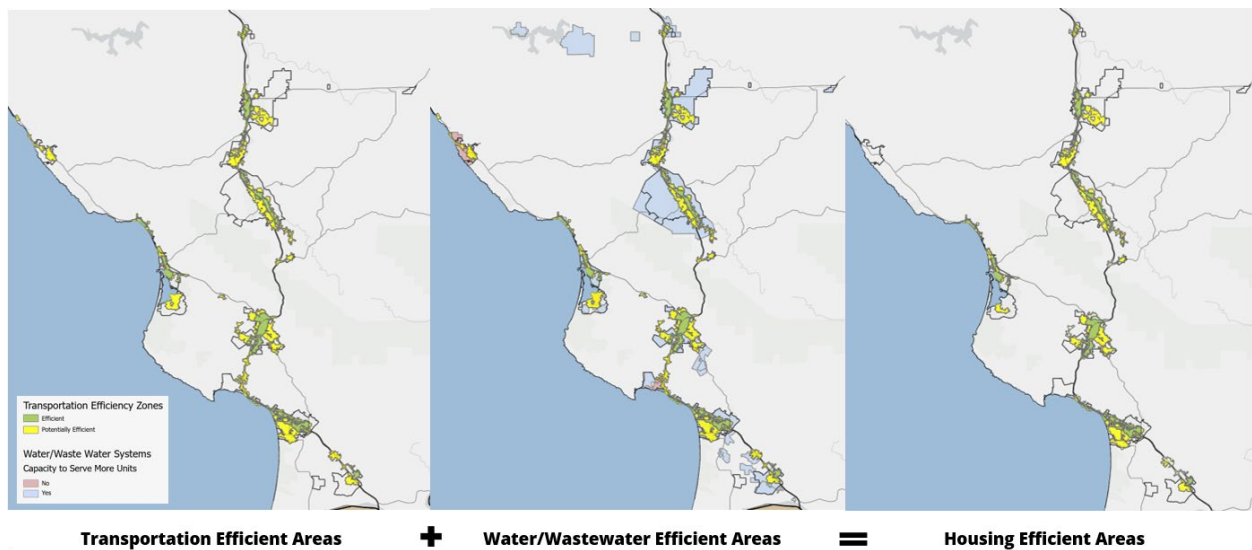 Transportation Efficiency Zones
Efficient
Potentially Efficient
Water/Waste Water Systems
Capacity to Serve More Units
No
Yes
Transportation Efficient Areas + Water/Wastewater Efficient Areas = Housing Efficient Areas